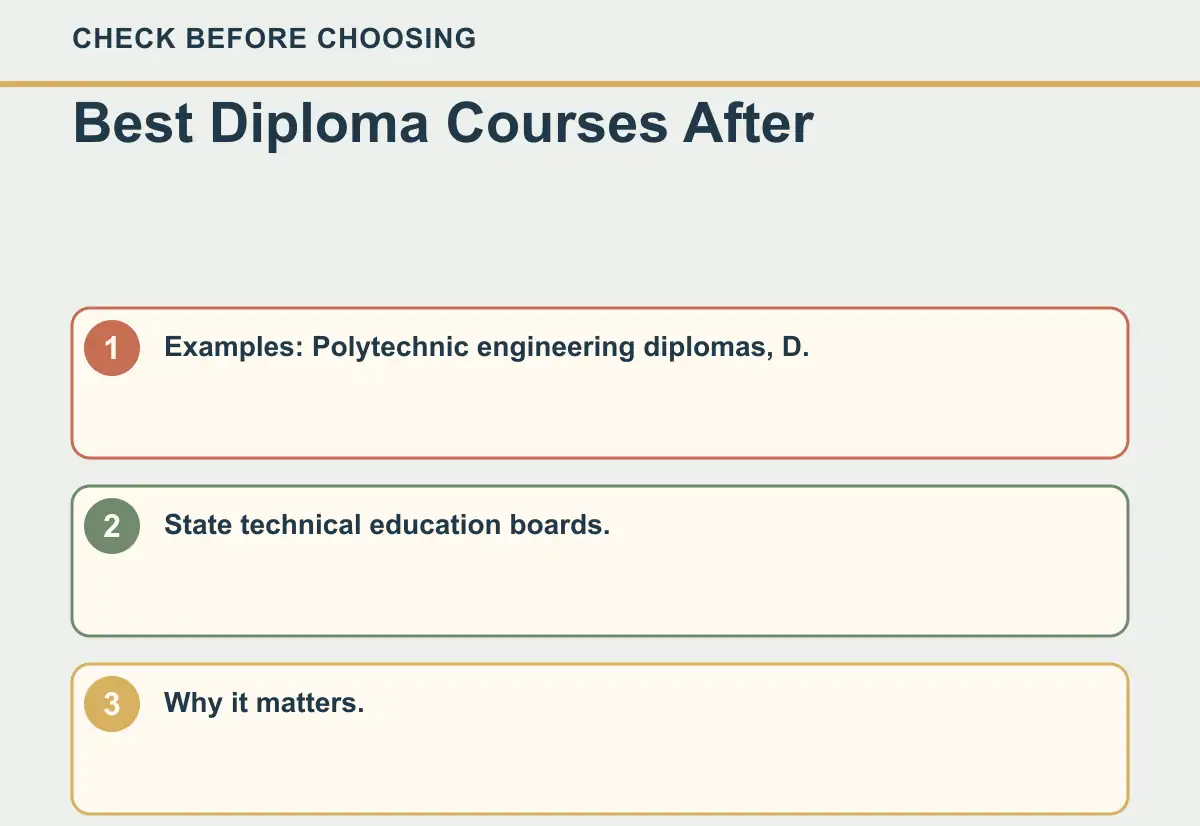 CHECK BEFORE CHOOSING
Best Diploma Courses After
1 Examples: Polytechnic engineering diplomas, D.
2 State technical education boards.
3 Why it matters.